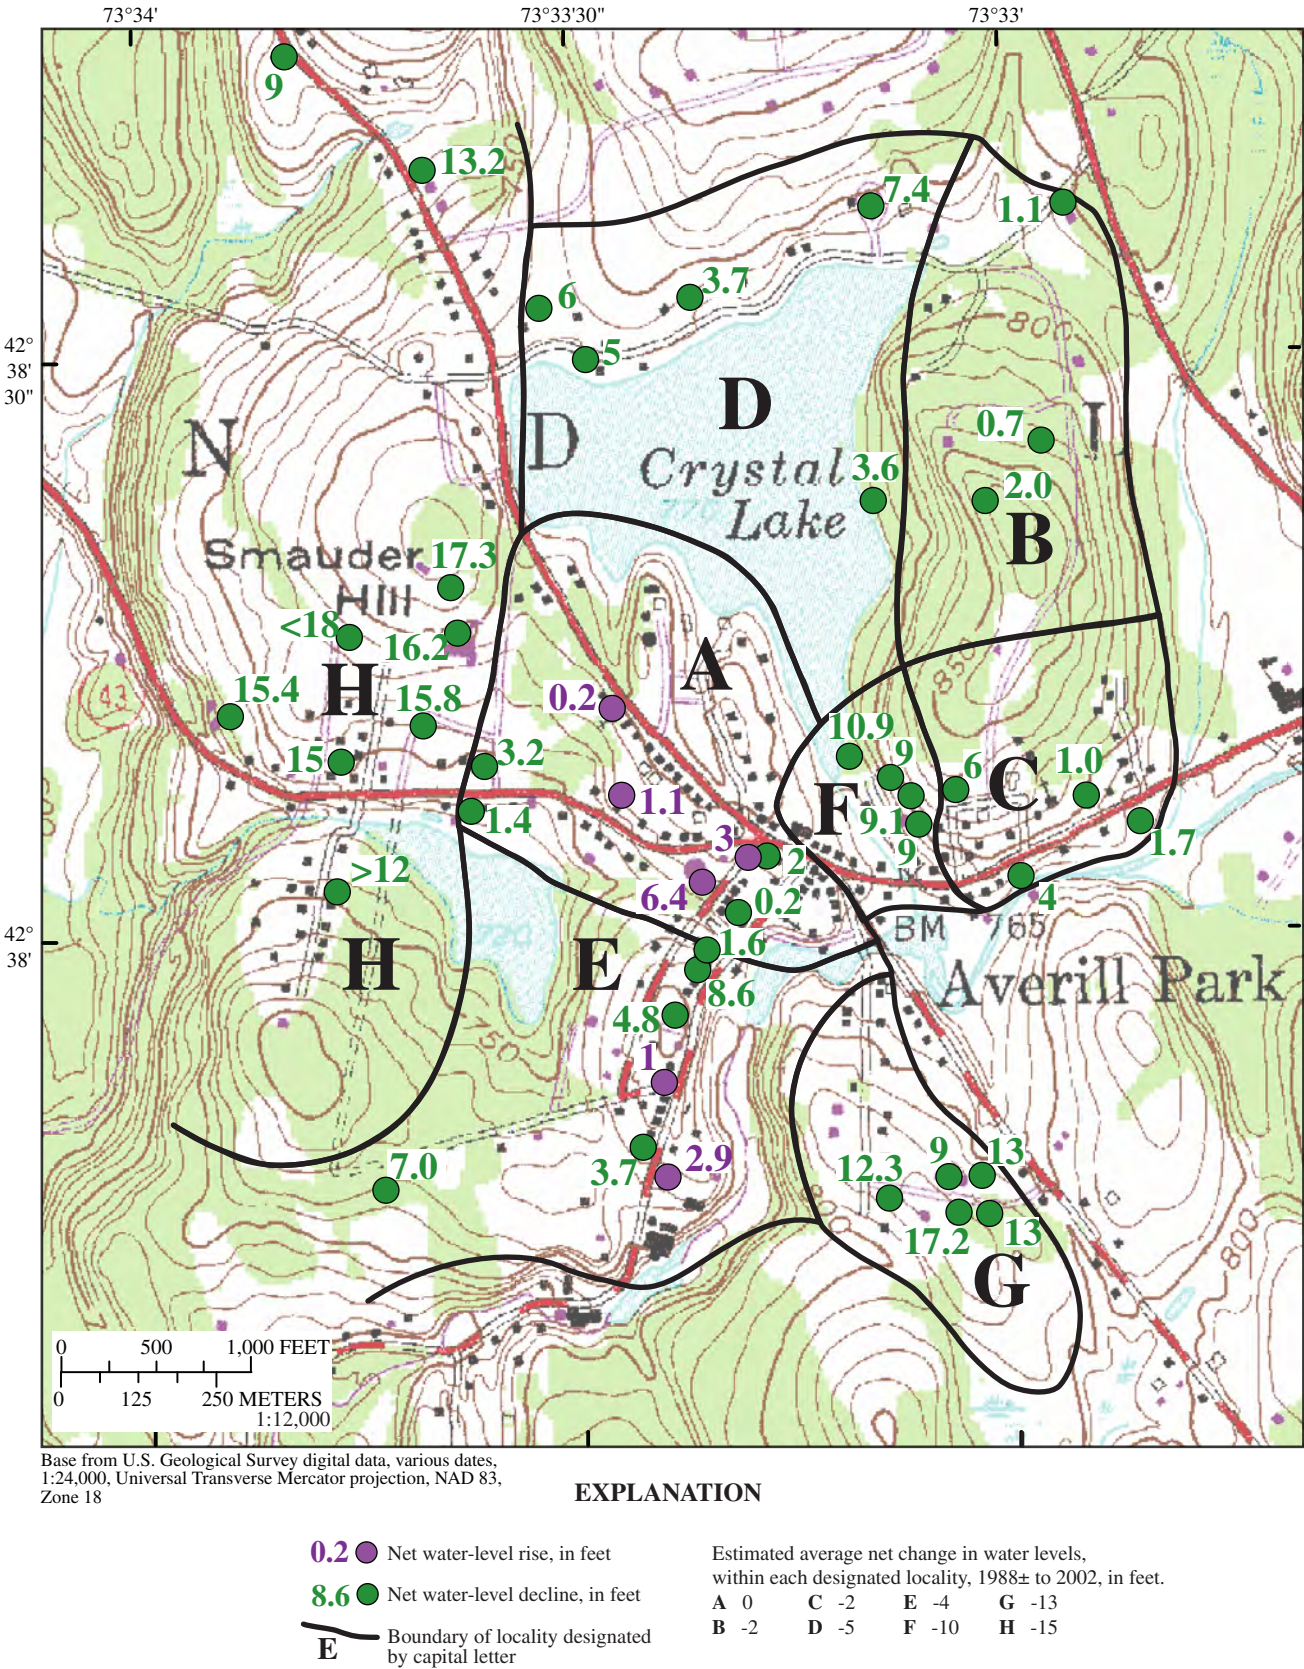 73°34'
73°33'30"
73°33'
9
13.2
7.4
1.1
6
3.7
42°
38'
30"
5
D
D
N
Crystal
Lake
770
800
0.7
I
3.6
2.0
B
Smauder
Hill
17.3
<18
16.2
H
A
850
43
15.4
15.8
0.2
10.9
9
6
C
1.0
15
3.2
F
1.1
9.1
1.4
3
2
9
1.7
>12
6.4
0.2
4
BM 765
42°
38'
H
720
E
1.6
Averill Park
8.6
4.8
750
1
3.7
2.9
7.0
12.3
9
13
17.2
13
800
G
0 500 1,000 FEET
0 125 250 METERS
1:12,000
Base from U.S. Geological Survey digital data, various dates,
1:24,000, Universal Transverse Mercator projection, NAD 83,
Zone 18
EXPLANATION
0.2 Net water-level rise, in feet
8.6 Net water-level decline, in feet
E Boundary of locality designated
by capital letter
Estimated average net change in water levels,
within each designated locality, 1988± to 2002, in feet.
A 0 C -2 E -4 G -13
B -2 D -5 F -10 H -15